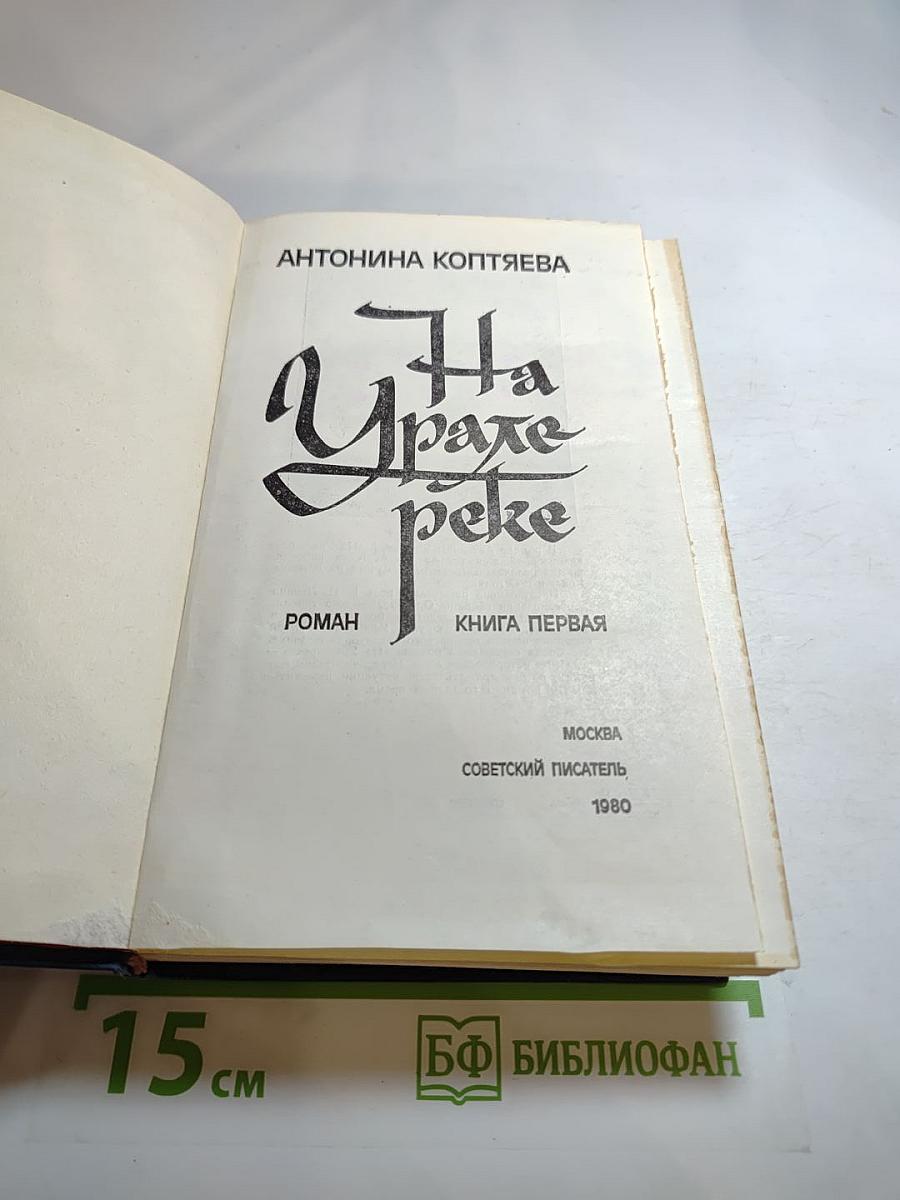 АНТОНИНА КОПТЯЕВА
На
Урале
реке
РОМАН КНИГА ПЕРВАЯ
МОСКВА
СОВЕТСКИЙ ПИСАТЕЛЬ
1980
15 см
БФ БИБЛИОФАН